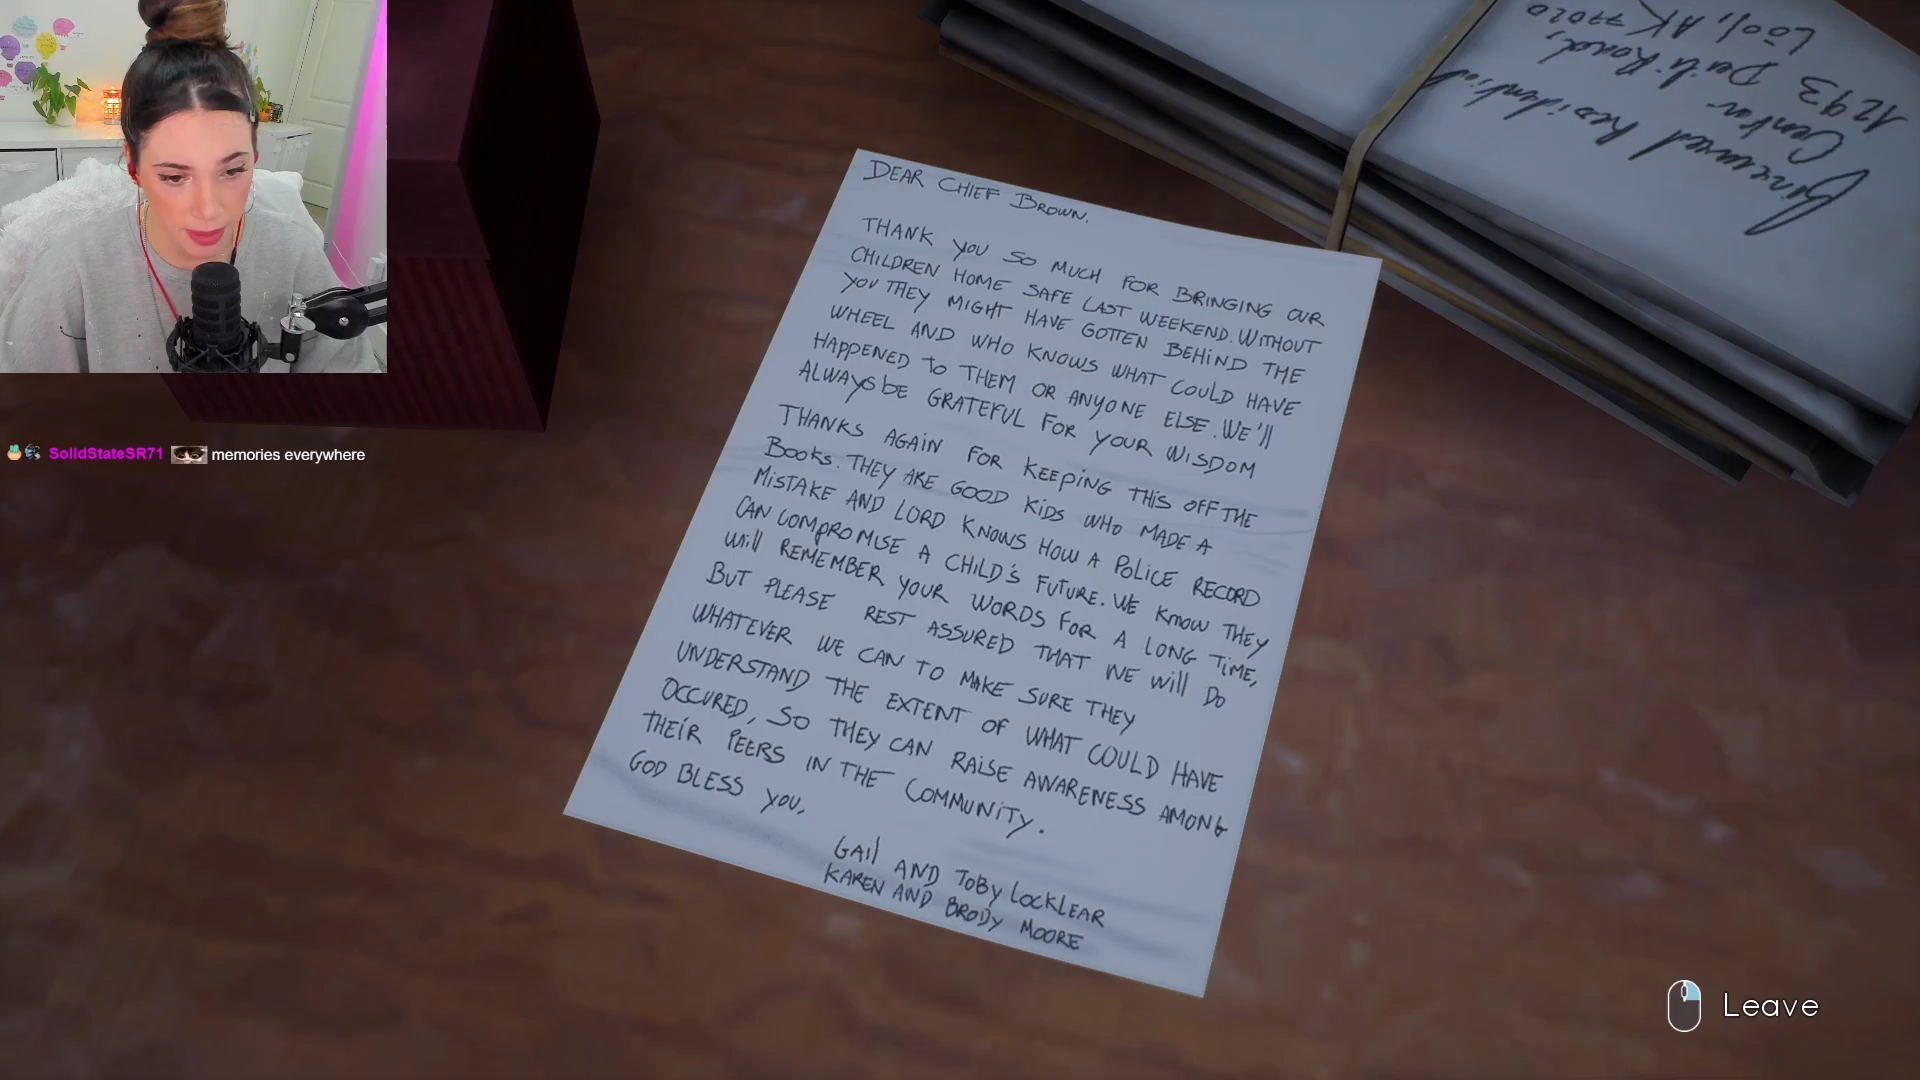 DEAR CHIEF BROWN.
THANK YOU SO MUCH FOR BRINGING OUR
CHILDREN HOME SAFE LAST WEEKEND. WITHOUT
YOU THEY MIGHT HAVE GOTTEN BEHIND THE
WHEEL AND WHO KNOWS WHAT COULD HAVE
HAPPENED TO THEM OR ANYONE ELSE. WE'll
ALWAYS BE GRATEFUL FOR YOUR WISDOM
THANKS AGAIN FOR KEEPING THIS OFF THE
BOOKS. THEY ARE GOOD KIDS WHO MADE A
MISTAKE AND LORD KNOWS HOW A POLICE RECORD
CAN COMPROMISE A CHILD'S FUTURE. WE KNOW THEY
Will REMEMBER YOUR WORDS FOR A LONG TIME,
BUT PLEASE REST ASSURED THAT WE Will DO
WHATEVER WE CAN TO MAKE SURE THEY
UNDERSTAND THE EXTENT OF WHAT COULD HAVE
OCCURED, SO THEY CAN RAISE AWARENESS AMONG
THEIR PEERS IN THE COMMUNITY.
GOD BLESS YOU,
GAIL AND TOBY LOCKLEAR
KAREN AND BRODY MOORE
Residential
Center
1293
Road,
AK 77020
SolidStateSR71 memories everywhere
Leave